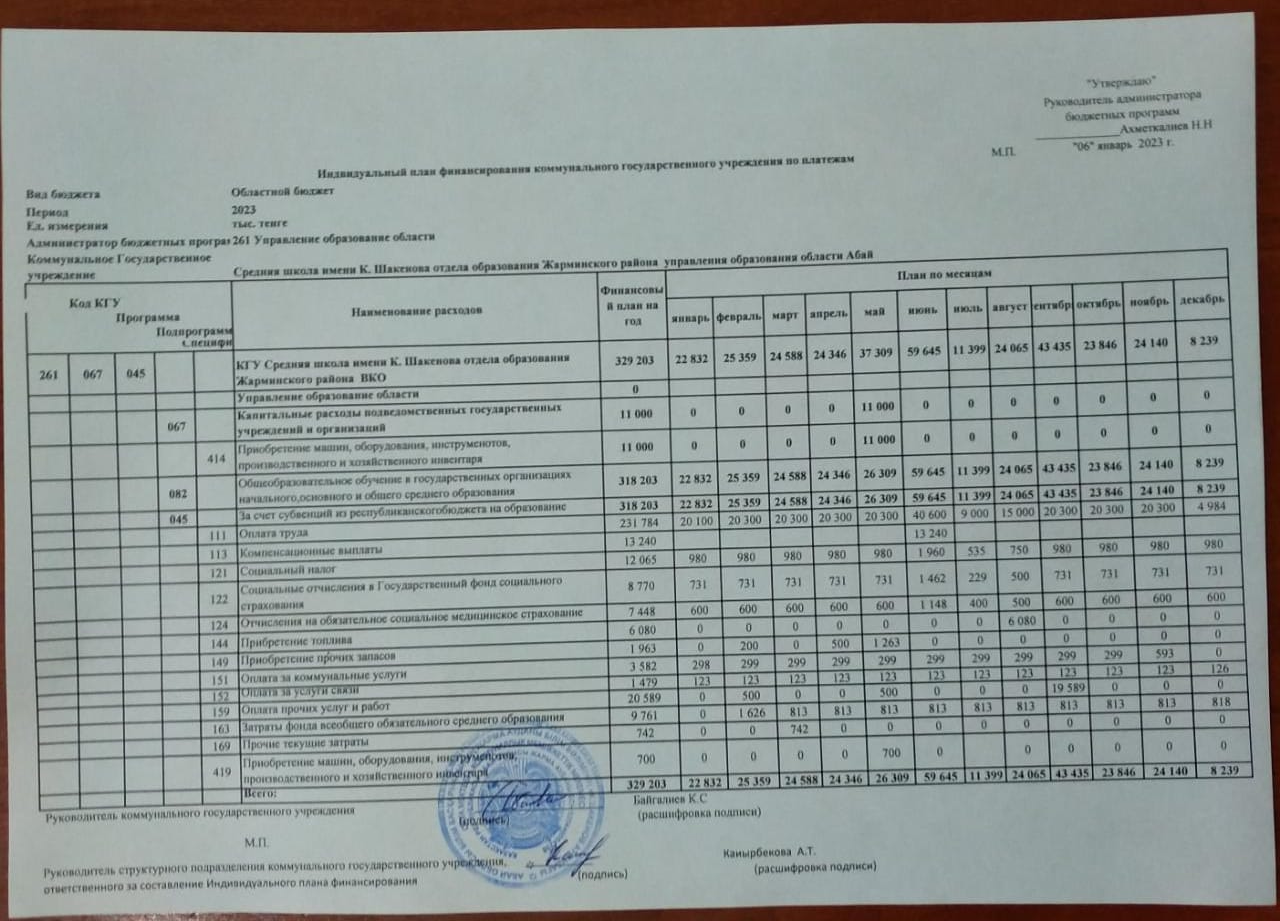 "Утверждаю"
Руководитель администратора
бюджетных программ
______________Ахметкалиев Н.Н
М.П. "06" январь 2023 г.
Индвидуальный план финансирования коммунального государственного учреждения по платежам
Вид бюджета Областной бюджет
Период 2023
Ед. измерения тыс. тенге
Администратор бюджетных програм 261 Управление образование области
Коммунальное Государственное
учреждение Средняя школа имени К. Шакенова отдела образования Жарминского района управления образования области Абай
Код КГУ Наименование расходов Финансовы План по месяцам
Программа й план на
Подпрограмм год январь февраль март апрель май июнь июль август ентябр октябрь ноябрь декабрь
Специфи
261 067 045 КГУ Средняя школа имени К. Шакенова отдела образования 329 203 22 832 25 359 24 588 24 346 37 309 59 645 11 399 24 065 43 435 23 846 24 140 8 239
Жарминского района ВКО
Управление образование области 0
067 Капитальные расходы подведомственных государственных 11 000 0 0 0 0 11 000 0 0 0 0 0 0 0
учреждений и организаций
414 Приобретение машин, оборудования, инструменотов, 11 000 0 0 0 0 11 000 0 0 0 0 0 0 0
производственного и хозяйственного инвентаря
082 Общеобразовательное обучение в государственных организациях 318 203 22 832 25 359 24 588 24 346 26 309 59 645 11 399 24 065 43 435 23 846 24 140 8 239
начального,основного и общего среднего образования
045 За счет субвенций из республиканскогобюджета на образование 318 203 22 832 25 359 24 588 24 346 26 309 59 645 11 399 24 065 43 435 23 846 24 140 8 239
111 Оплата труда 231 784 20 100 20 300 20 300 20 300 20 300 40 600 9 000 15 000 20 300 20 300 20 300 4 984
113 Компенсационные выплаты 13 240 13 240
121 Социальный налог 12 065 980 980 980 980 980 1 960 535 750 980 980 980 980
122 Социальные отчисления в Государственный фонд социального 8 770 731 731 731 731 731 1 462 229 500 731 731 731 731
страхования
124 Отчисления на обязательное социальное медицинское страхование 7 448 600 600 600 600 600 1 148 400 500 600 600 600 600
144 Прибретение топлива 6 080 0 0 0 0 0 0 0 6 080 0 0 0 0
149 Приобретение прочих запасов 1 963 0 200 0 500 1 263 0 0 0 0 0 0 0
151 Оплата за коммунальные услуги 3 582 298 299 299 299 299 299 299 299 299 299 593 0
152 Оплата за услуги связи 1 479 123 123 123 123 123 123 123 123 123 123 123 126
159 Оплата прочих услуг и работ 20 589 0 500 0 0 500 0 0 0 19 589 0 0 0
163 Затраты фонда всеобщего обязательного среднего образования 9 761 0 1 626 813 813 813 813 813 813 813 813 813 818
169 Прочие текущие затраты 742 0 0 742 0 0 0 0 0 0 0 0 0
419 Приобретение машин, оборудования, инструменотов, 700 0 0 0 0 700 0 0 0 0 0 0
производственного и хозяйственного инвентаря
Всего: 329 203 22 832 25 359 24 588 24 346 26 309 59 645 11 399 24 065 43 435 23 846 24 140 8 239
Руководитель коммунального государственного учреждения Байгалиев К.С
(подпись) (расшифровка подписи)
М.П.
Руководитель структурного подразделения коммунального государственного учреждения, Каирбекова А.Т.
ответственного за составление Индивидуального плана финансирования (подпись) (расшифровка подписи)